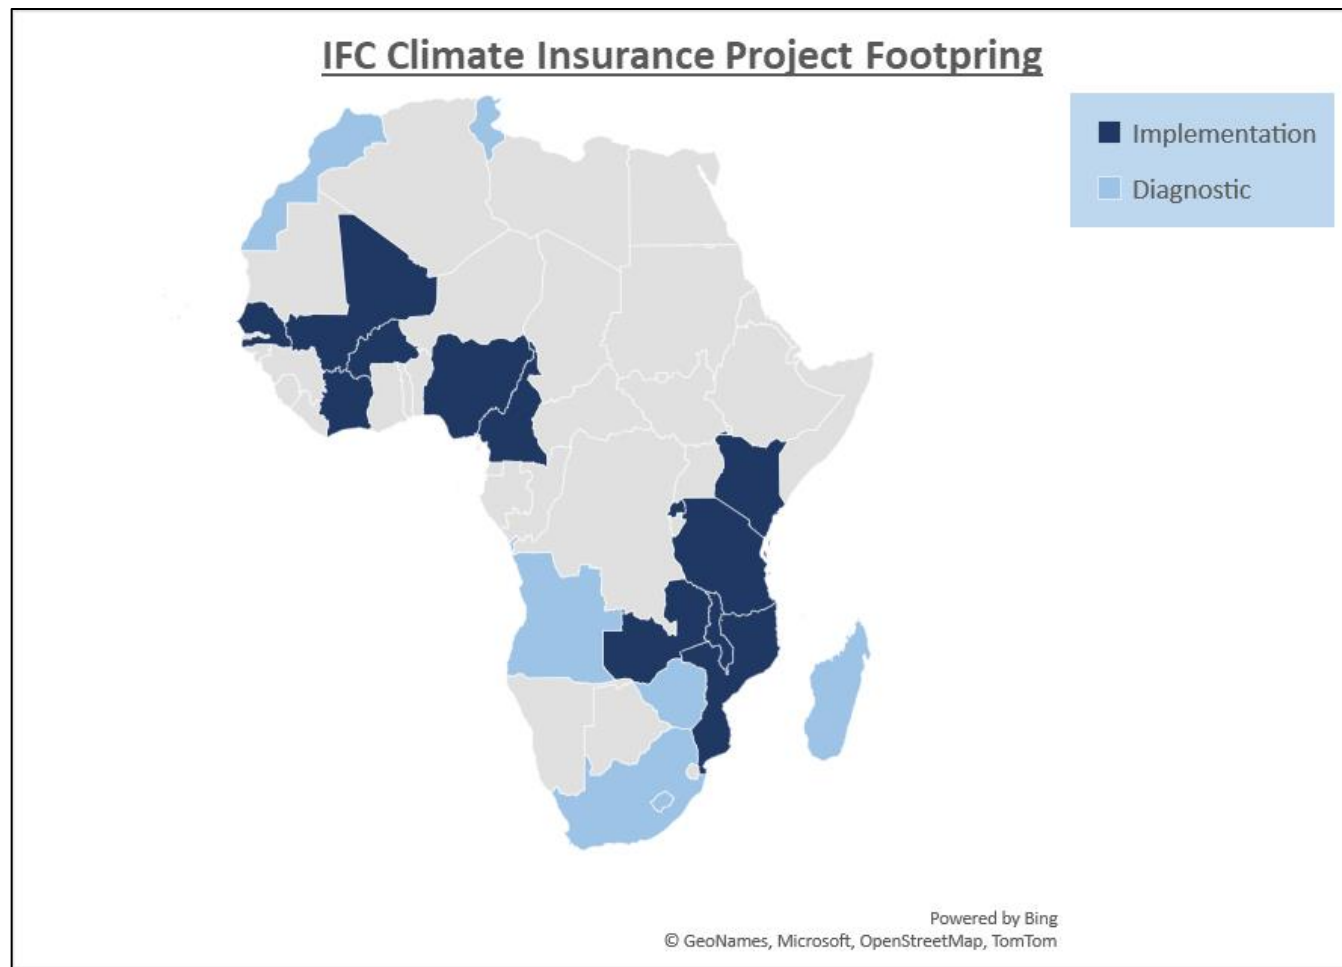 IFC Climate Insurance Project Footpring
Implementation
Diagnostic
Powered by Bing
© GeoNames, Microsoft, OpenStreetMap, TomTom